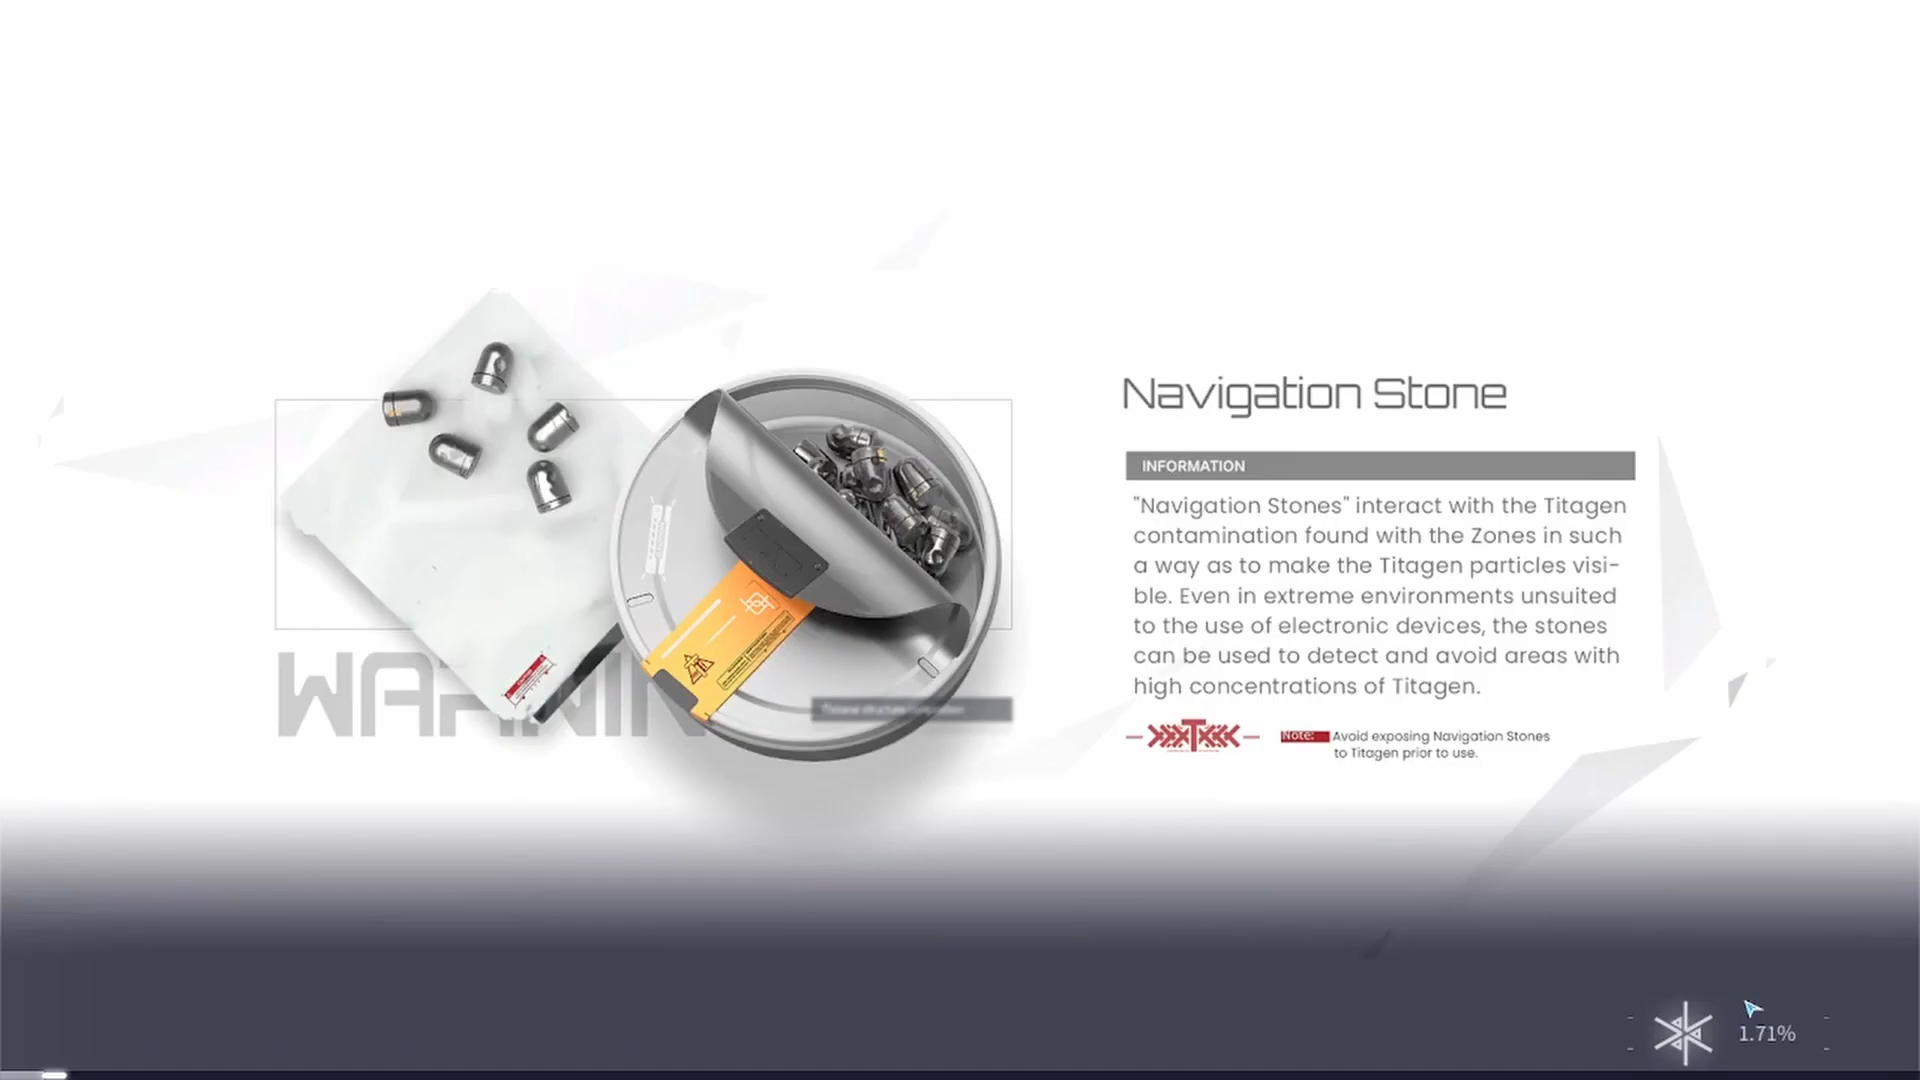 Navigation Stone
INFORMATION
"Navigation Stones" interact with the Titagen
contamination found with the Zones in such
a way as to make the Titagen particles visi-
ble. Even in extreme environments unsuited
to the use of electronic devices, the stones
can be used to detect and avoid areas with
high concentrations of Titagen.
Note: Avoid exposing Navigation Stones
to Titagen prior to use.
WARNIN
1.71%